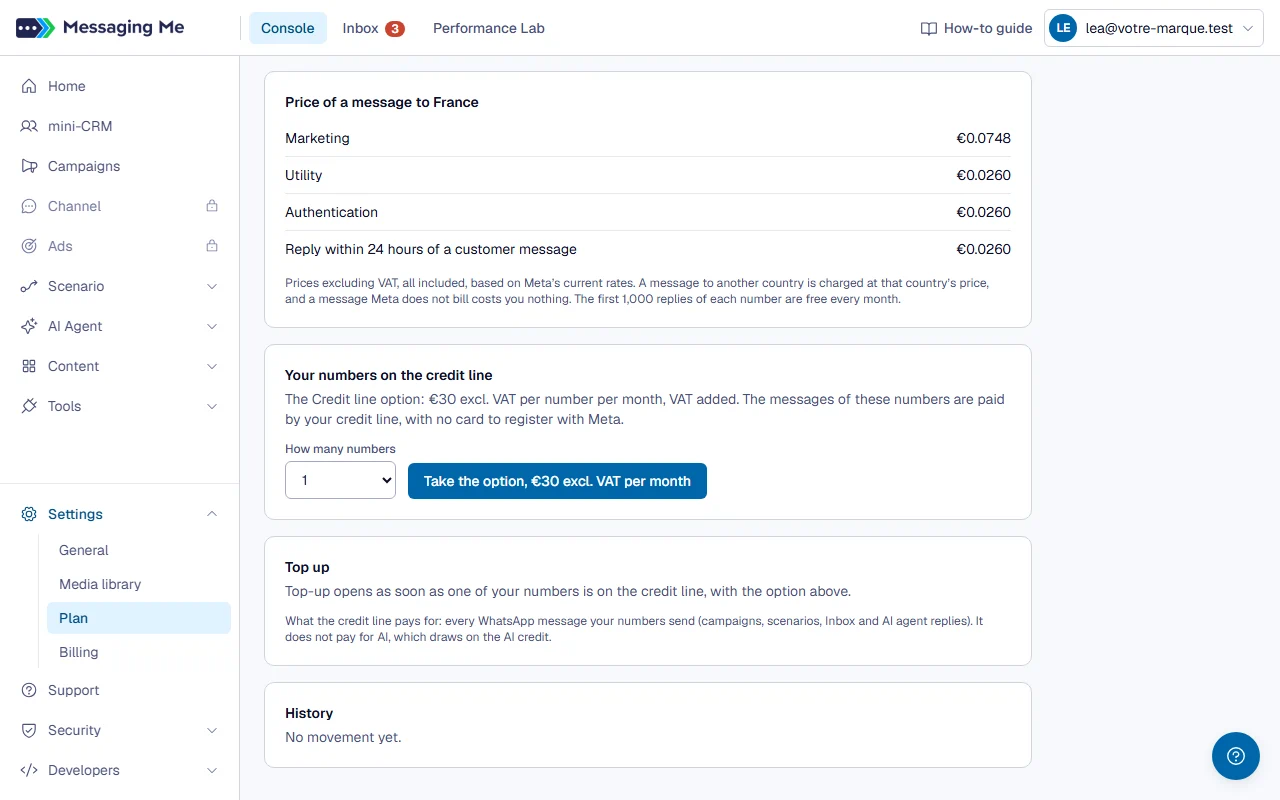 Messaging Me
Console
Inbox 3
Performance Lab
How-to guide
LE
lea@votre-marque.test
Home
mini-CRM
Campaigns
Channel
Ads
Scenario
AI Agent
Content
Tools
Settings
General
Media library
Plan
Billing
Support
Security
Developers
Price of a message to France
Marketing €0.0748
Utility €0.0260
Authentication €0.0260
Reply within 24 hours of a customer message €0.0260
Prices excluding VAT, all included, based on Meta's current rates. A message to another country is charged at that country's price,
and a message Meta does not bill costs you nothing. The first 1,000 replies of each number are free every month.
Your numbers on the credit line
The Credit line option: €30 excl. VAT per number per month, VAT added. The messages of these numbers are paid
by your credit line, with no card to register with Meta.
How many numbers
1
Take the option, €30 excl. VAT per month
Top up
Top-up opens as soon as one of your numbers is on the credit line, with the option above.
What the credit line pays for: every WhatsApp message your numbers send (campaigns, scenarios, Inbox and AI agent replies). It
does not pay for AI, which draws on the AI credit.
History
No movement yet.